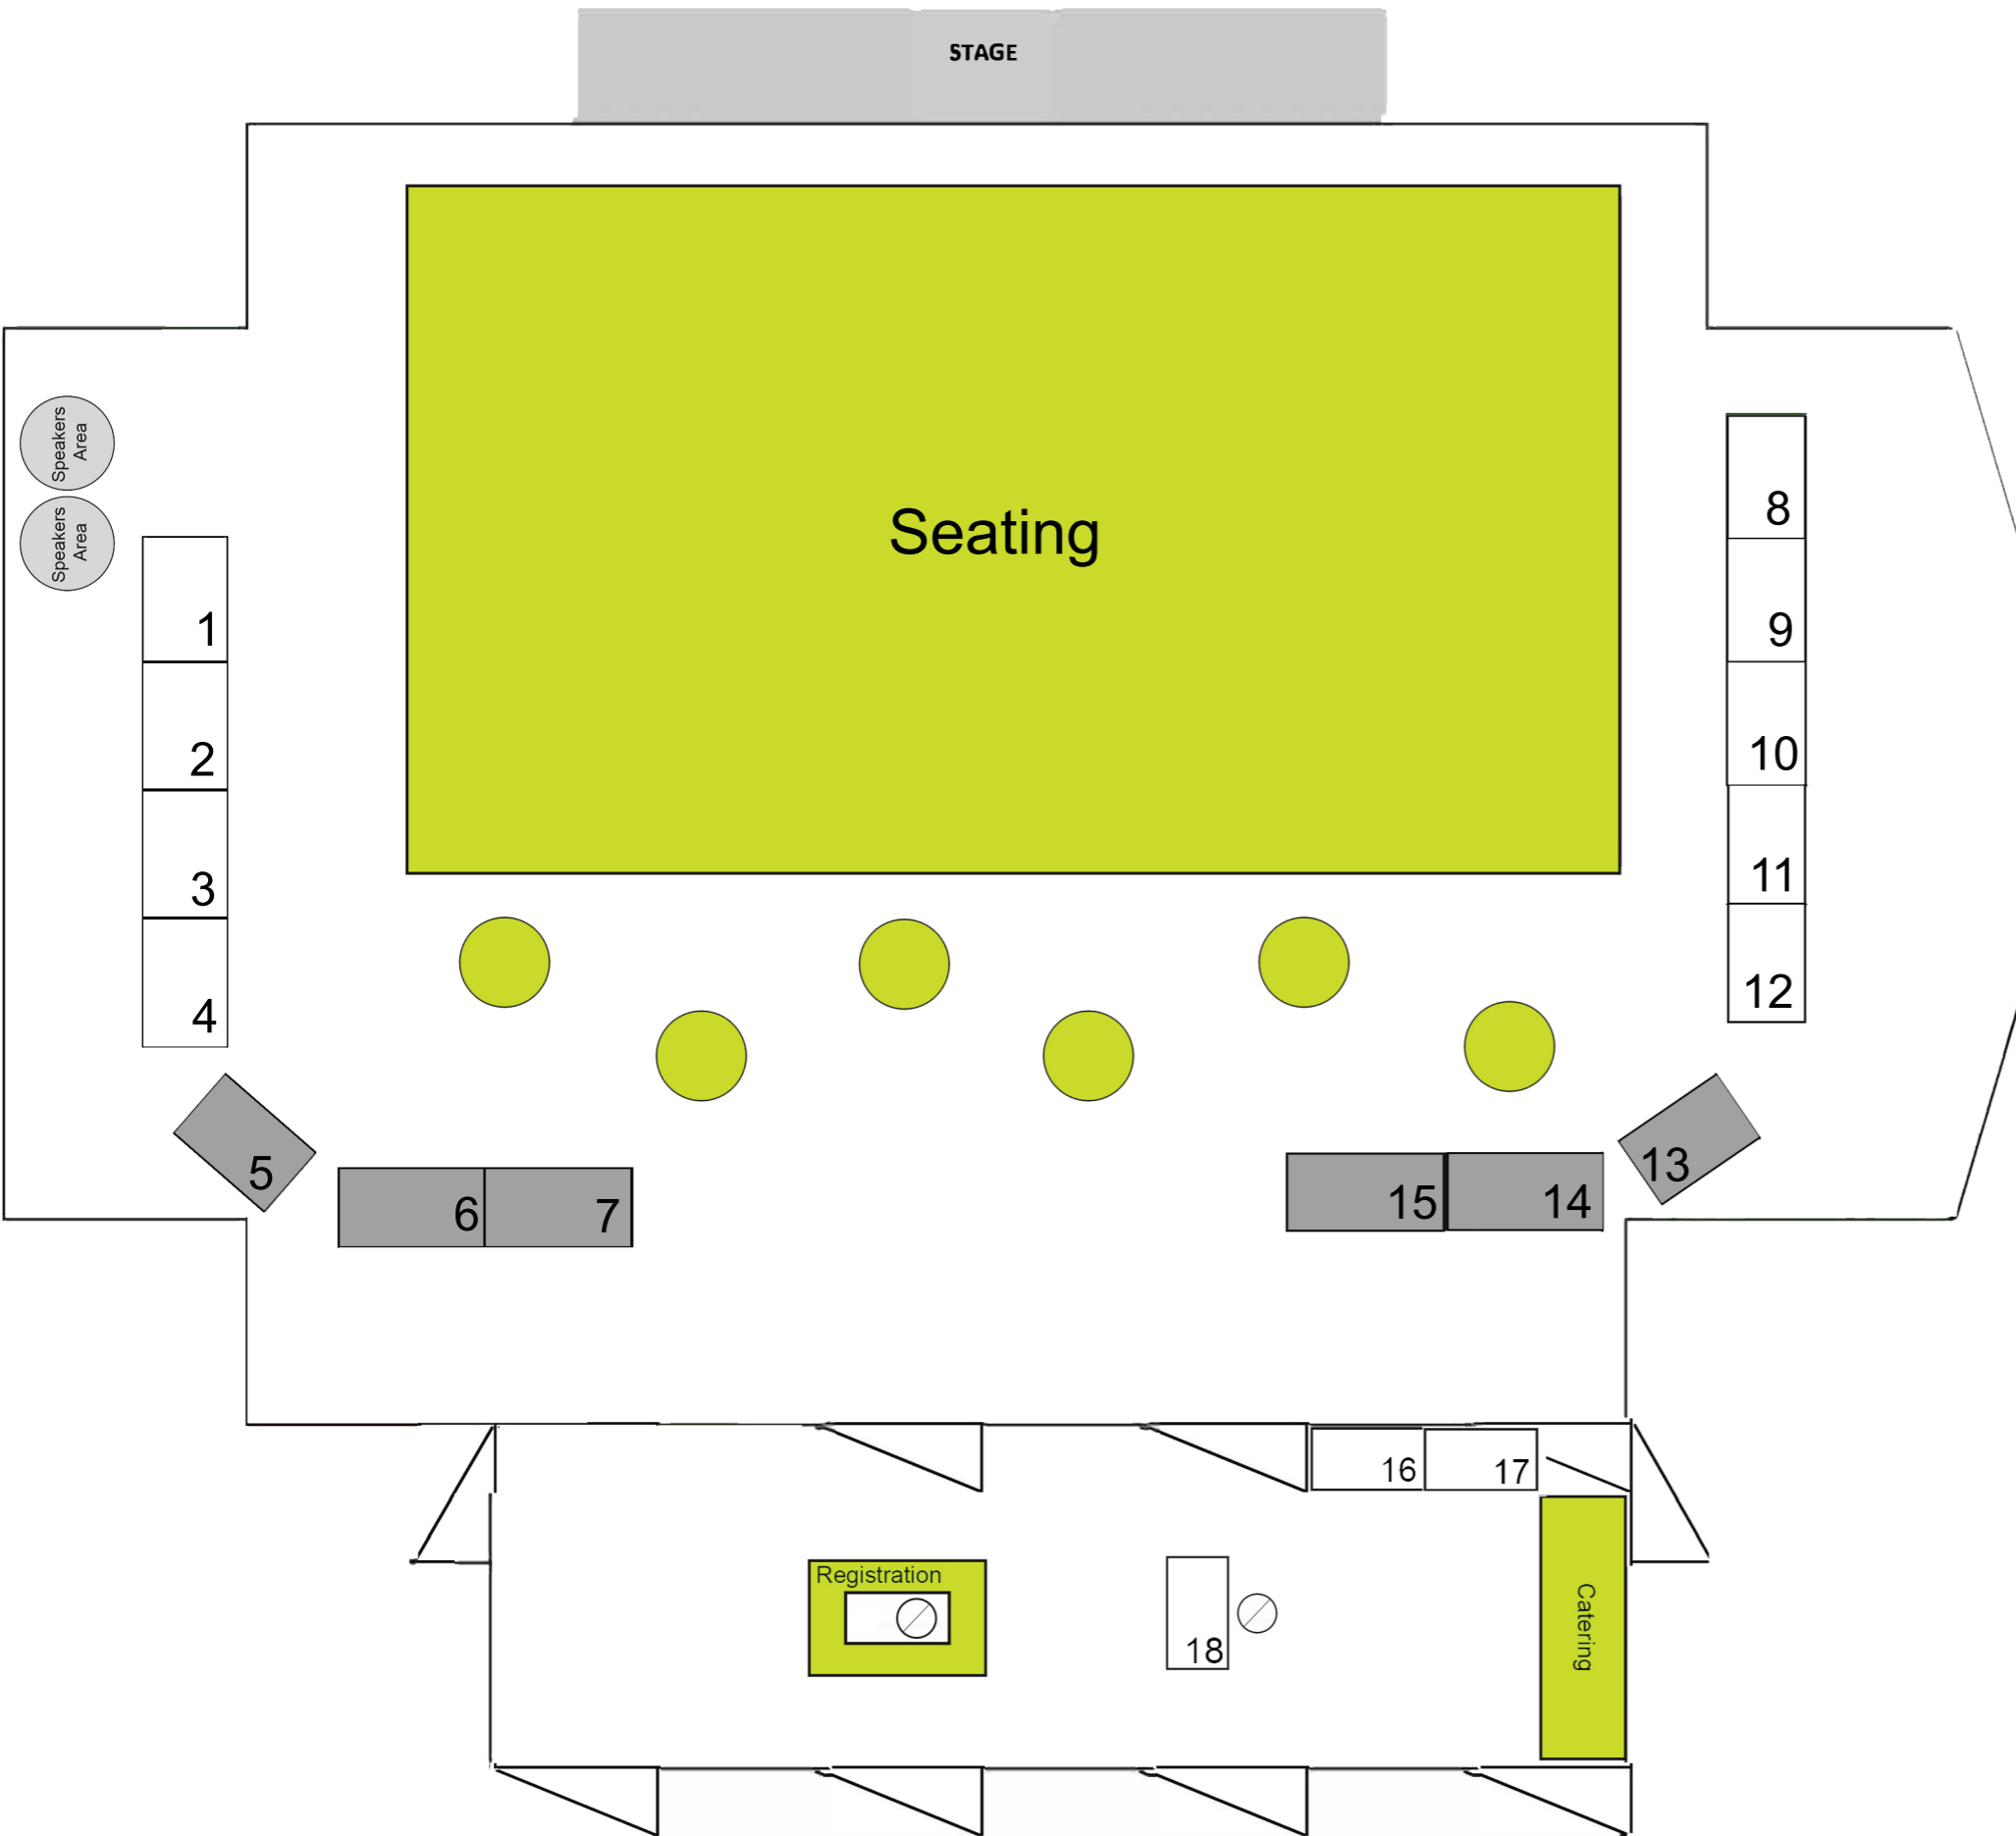 STAGE
Seating
Speakers
Area
Speakers
Area
1
2
3
4
5
6
7
8
9
10
11
12
13
14
15
16
17
18
Registration
Catering